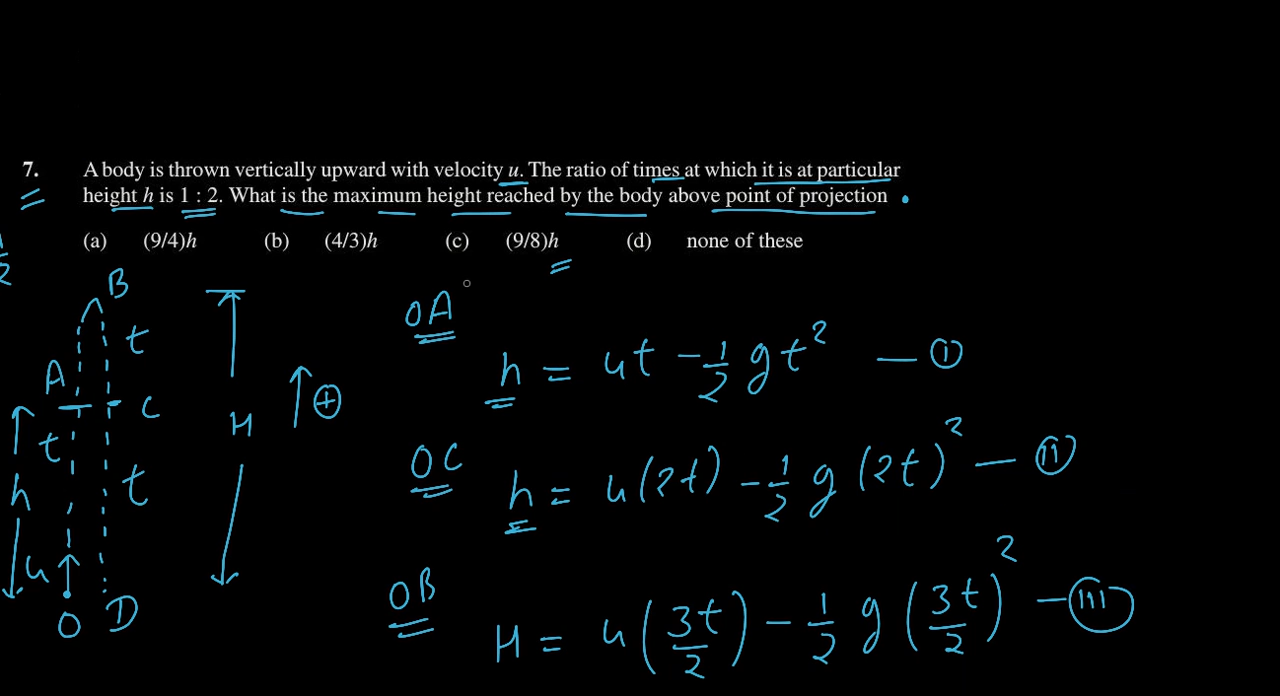 7. A body is thrown vertically upward with velocity u. The ratio of times at which it is at particular
height h is 1 : 2. What is the maximum height reached by the body above point of projection
(a) (9/4)h (b) (4/3)h (c) (9/8)h (d) none of these
B
t
A
C
t
t
h
u
O D
H
↑ ⊕
OA
h = ut - 1/2 gt² — (I)
OC
h = u(2t) - 1/2 g (2t)² — (II)
OB
H = u(3t/2) - 1/2 g (3t/2)² — (III)